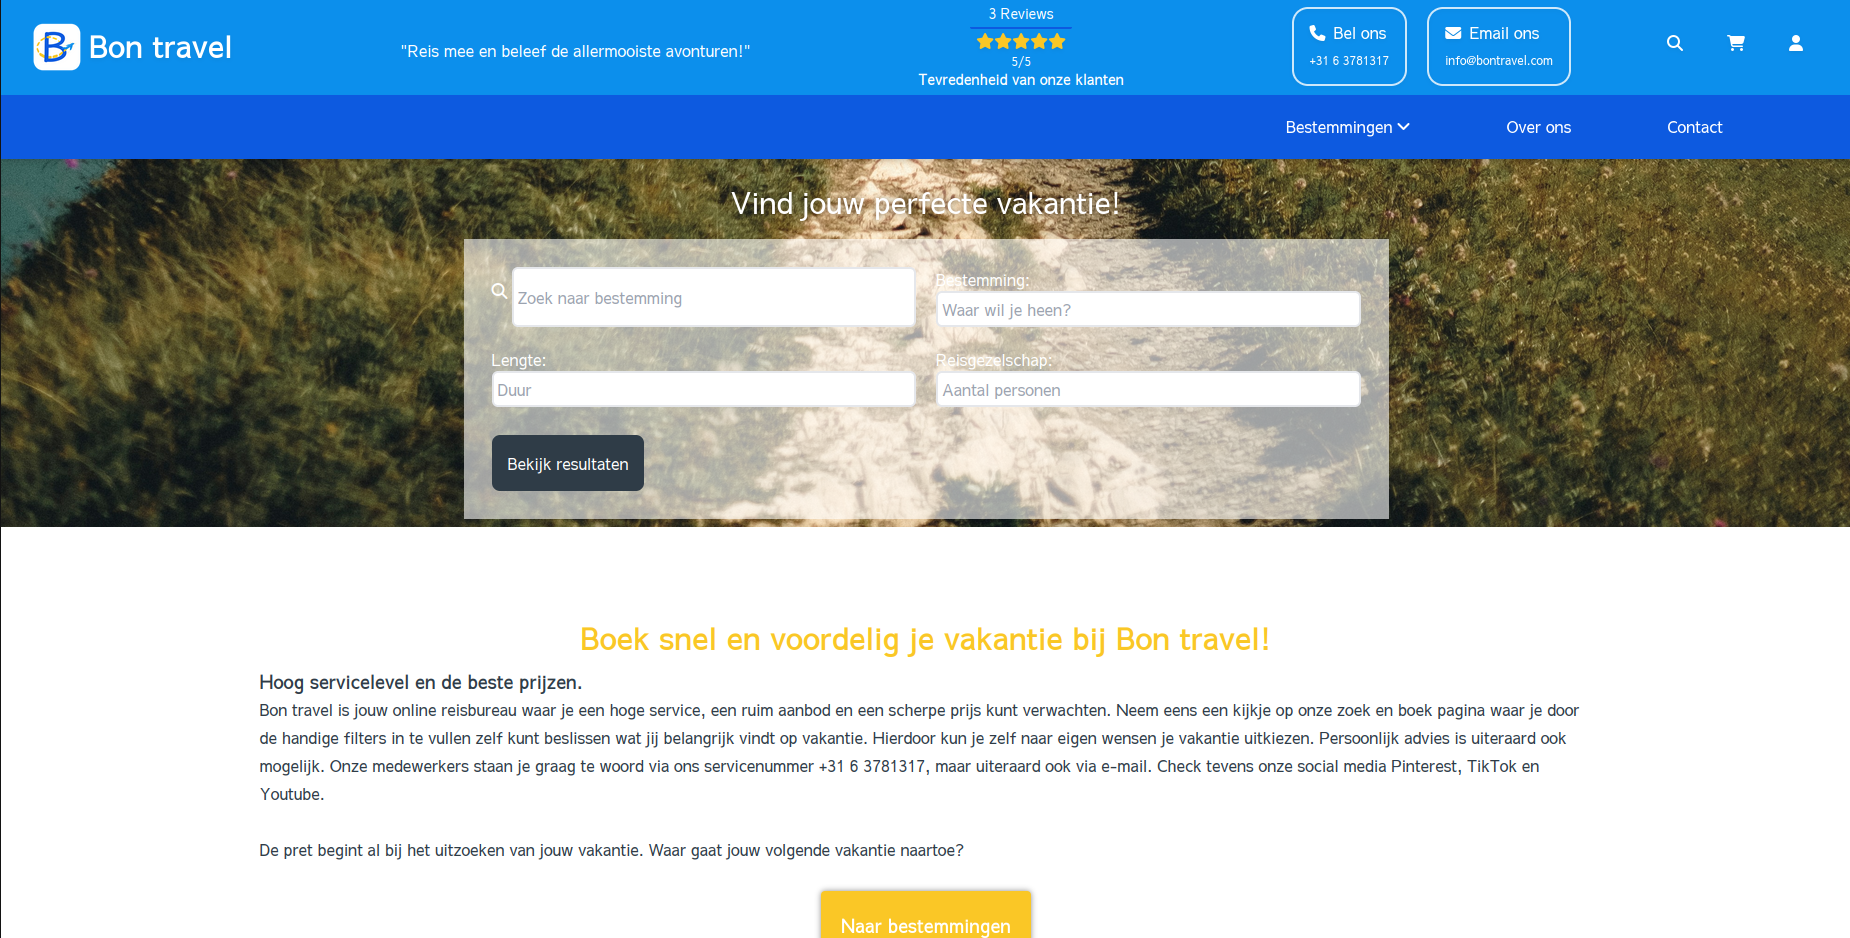 B Bon travel
"Reis mee en beleef de allermooiste avonturen!"
3 Reviews
5/5
Tevredenheid van onze klanten
Bel ons
+31 6 3781317
Email ons
info@bontravel.com
Bestemmingen
Over ons
Contact
Vind jouw perfecte vakantie!
Zoek naar bestemming
Bestemming:
Waar wil je heen?
Lengte:
Duur
Reisgezelschap:
Aantal personen
Bekijk resultaten
Boek snel en voordelig je vakantie bij Bon travel!
Hoog servicelevel en de beste prijzen.
Bon travel is jouw online reisbureau waar je een hoge service, een ruim aanbod en een scherpe prijs kunt verwachten. Neem eens een kijkje op onze zoek en boek pagina waar je door
de handige filters in te vullen zelf kunt beslissen wat jij belangrijk vindt op vakantie. Hierdoor kun je zelf naar eigen wensen je vakantie uitkiezen. Persoonlijk advies is uiteraard ook
mogelijk. Onze medewerkers staan je graag te woord via ons servicenummer +31 6 3781317, maar uiteraard ook via e-mail. Check tevens onze social media Pinterest, TikTok en
Youtube.
De pret begint al bij het uitzoeken van jouw vakantie. Waar gaat jouw volgende vakantie naartoe?
Naar bestemmingen